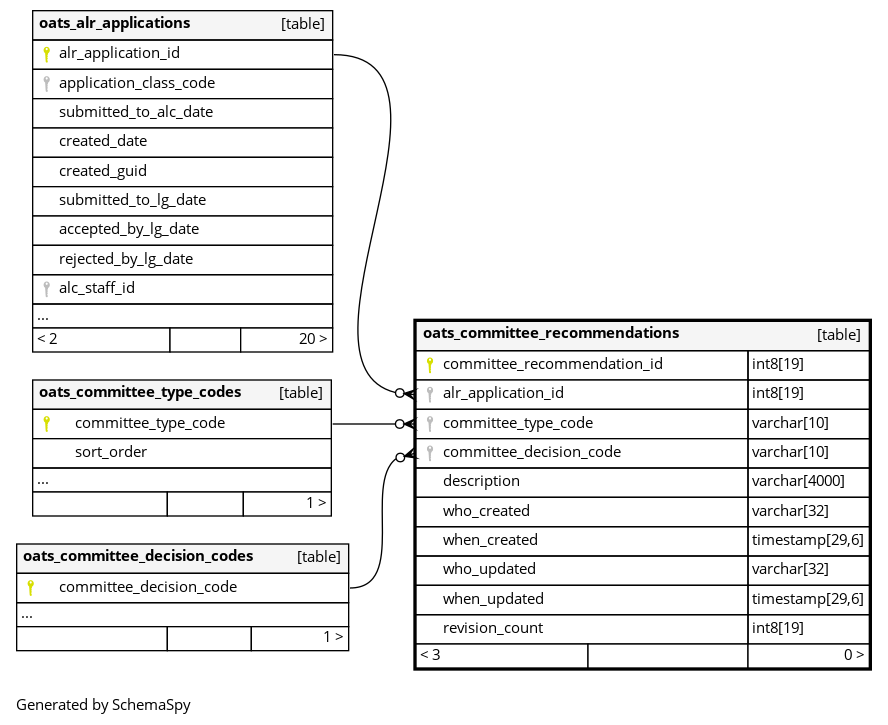 oats_alr_applications [table]
alr_application_id
application_class_code
submitted_to_alc_date
created_date
created_guid
submitted_to_lg_date
accepted_by_lg_date
rejected_by_lg_date
alc_staff_id
...
< 2 20 >
oats_committee_type_codes [table]
committee_type_code
sort_order
...
1 >
oats_committee_decision_codes [table]
committee_decision_code
...
1 >
oats_committee_recommendations [table]
committee_recommendation_id int8[19]
alr_application_id int8[19]
committee_type_code varchar[10]
committee_decision_code varchar[10]
description varchar[4000]
who_created varchar[32]
when_created timestamp[29,6]
who_updated varchar[32]
when_updated timestamp[29,6]
revision_count int8[19]
< 3 0 >
Generated by SchemaSpy